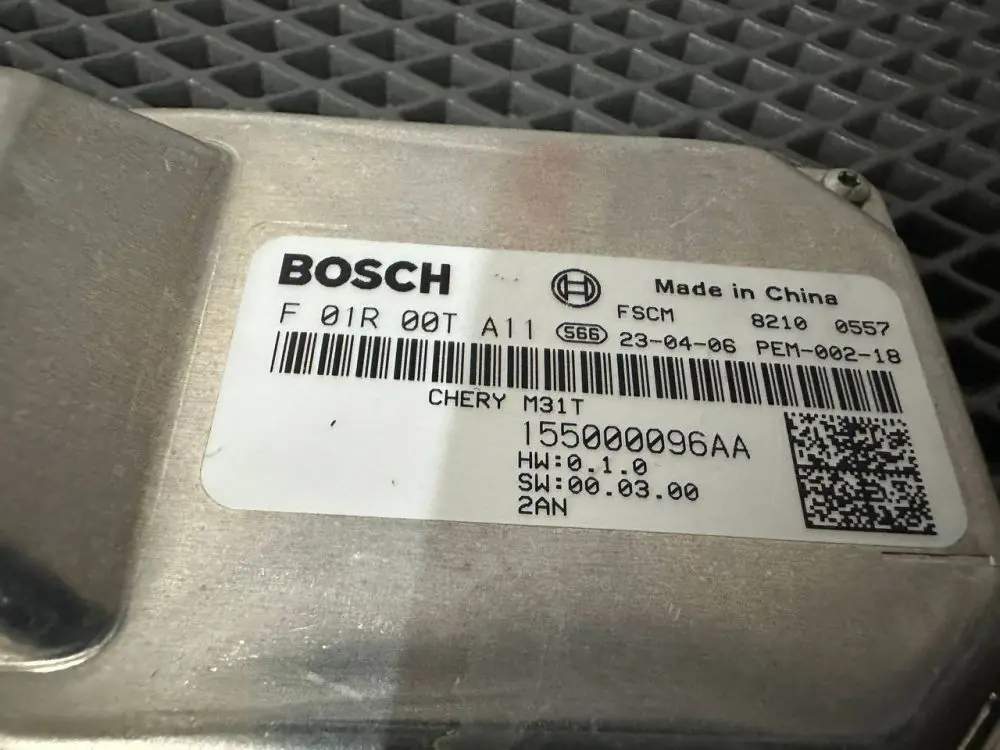 BOSCH
Made in China
F 01R 00T A11
S66
FSCM
8210 0557
23-04-06 PEM-002-18
CHERY M31T
155000096AA
HW:0.1.0
SW:00.03.00
2AN